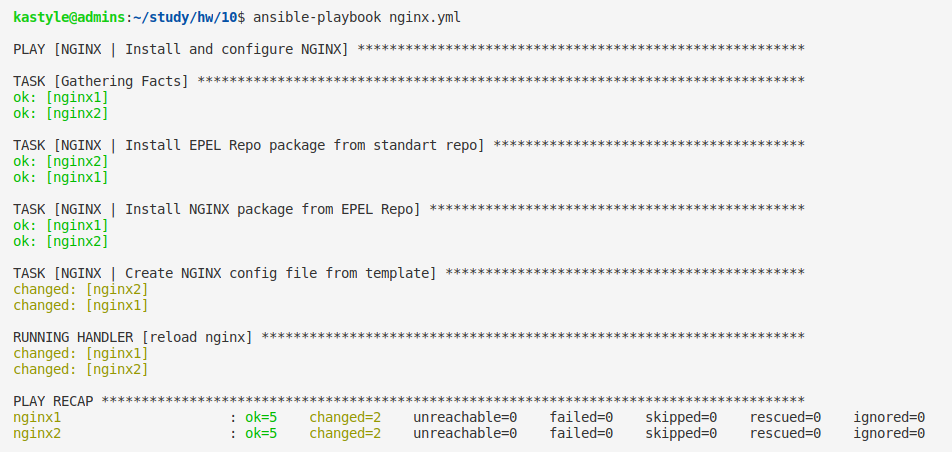 kastyle@admins:~/study/hw/10$ ansible-playbook nginx.yml
PLAY [NGINX | Install and configure NGINX] ********************************************************
TASK [Gathering Facts] ****************************************************************************
ok: [nginx1]
ok: [nginx2]
TASK [NGINX | Install EPEL Repo package from standart repo] ***************************************
ok: [nginx2]
ok: [nginx1]
TASK [NGINX | Install NGINX package from EPEL Repo] ***********************************************
ok: [nginx1]
ok: [nginx2]
TASK [NGINX | Create NGINX config file from template] *********************************************
changed: [nginx2]
changed: [nginx1]
RUNNING HANDLER [reload nginx] ********************************************************************
changed: [nginx1]
changed: [nginx2]
PLAY RECAP ****************************************************************************************
nginx1                     : ok=5    changed=2    unreachable=0    failed=0    skipped=0    rescued=0    ignored=0
nginx2                     : ok=5    changed=2    unreachable=0    failed=0    skipped=0    rescued=0    ignored=0